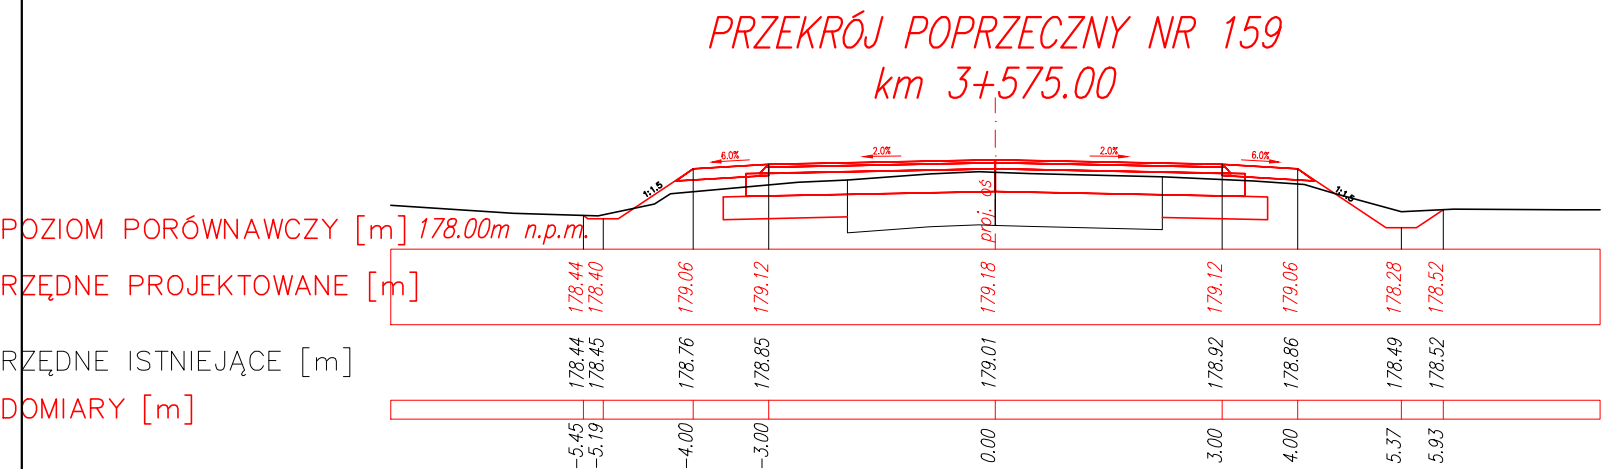 PRZEKRÓJ POPRZECZNY NR 159
km 3+575.00
6.0% 2.0% 2.0% 6.0%
1:1.5 1:1.5
proj. oś
POZIOM PORÓWNAWCZY [m] 178.00m n.p.m.
RZĘDNE PROJEKTOWANE [m] 178.44 178.40 179.06 179.12 179.18 179.12 179.06 178.28 178.52
RZĘDNE ISTNIEJĄCE [m] 178.44 178.45 178.76 178.85 179.01 178.92 178.86 178.49 178.52
DOMIARY [m] -5.45 -5.19 -4.00 -3.00 0.00 3.00 4.00 5.37 5.93